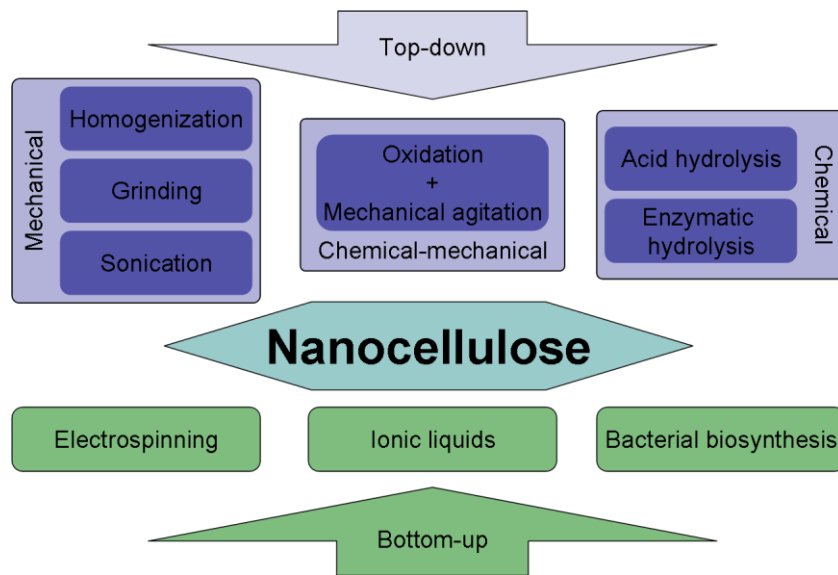 Top-down
Mechanical
Homogenization
Grinding
Sonication
Oxidation
+
Mechanical agitation
Chemical-mechanical
Acid hydrolysis
Enzymatic
hydrolysis
Chemical
Nanocellulose
Electrospinning
Ionic liquids
Bacterial biosynthesis
Bottom-up